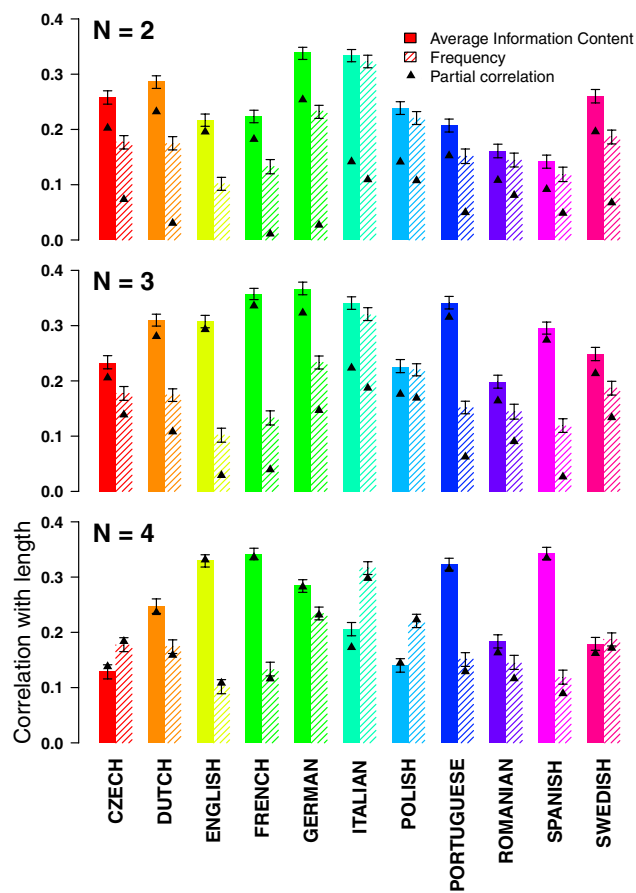 N = 2
Average Information Content
Frequency
Partial correlation
0.4
0.3
0.2
0.1
0.0
N = 3
0.4
0.3
0.2
0.1
0.0
N = 4
0.4
0.3
0.2
0.1
0.0
Correlation with length
CZECH
DUTCH
ENGLISH
FRENCH
GERMAN
ITALIAN
POLISH
PORTUGUESE
ROMANIAN
SPANISH
SWEDISH